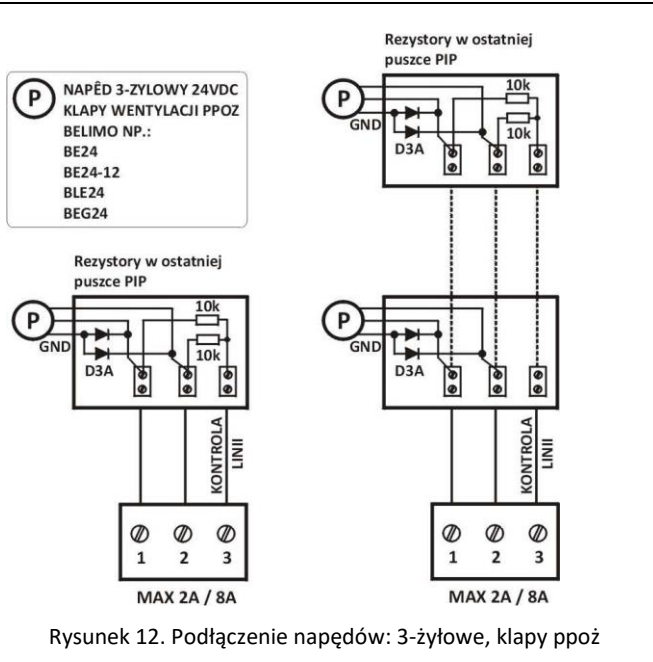 Rezystory w ostatniej
puszce PIP
P
NAPÊD 3-ZYLOWY 24VDC
KLAPY WENTYLACJI PPOZ
BELIMO NP.:
BE24
BE24-12
BLE24
BEG24
P
GND
D3A
10k
10k
Rezystory w ostatniej
puszce PIP
P
GND
D3A
10k
10k
P
GND
D3A
KONTROLA
LINII
KONTROLA
LINII
1 2 3
1 2 3
MAX 2A / 8A
MAX 2A / 8A
Rysunek 12. Podłączenie napędów: 3-żyłowe, klapy ppoż